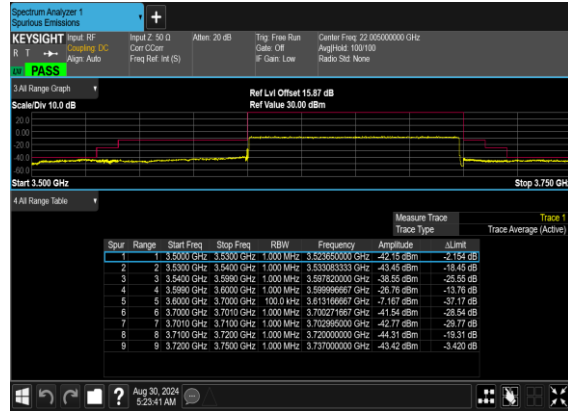 Spectrum Analyzer 1
Spurious Emissions
KEYSIGHT Input: RF Input Z: 50 Ω Atten: 20 dB Trig: Free Run Center Freq: 22.005000000 GHz
R T Coupling: DC Corr CCorr Gate: Off Avg|Hold: 100/100
Align: Auto Freq Ref: Int (S) IF Gain: Low Radio Std: None
PASS
3 All Range Graph
Ref Lvl Offset 15.87 dB
Scale/Div 10.0 dB Ref Value 30.00 dBm
20.0
0.00
-20.0
-40.0
-60.0
Start 3.500 GHz Stop 3.750 GHz
4 All Range Table
Measure Trace Trace 1
Trace Type Trace Average (Active)
Spur Range Start Freq Stop Freq RBW Frequency Amplitude ΔLimit
1 1 3.5000 GHz 3.5300 GHz 1.000 MHz 3.523650000 GHz -42.15 dBm -2.154 dB
2 2 3.5300 GHz 3.5400 GHz 1.000 MHz 3.533083333 GHz -43.45 dBm -18.45 dB
3 3 3.5400 GHz 3.5990 GHz 1.000 MHz 3.597820000 GHz -38.55 dBm -25.55 dB
4 4 3.5990 GHz 3.6000 GHz 1.000 MHz 3.599996667 GHz -26.76 dBm -13.76 dB
5 5 3.6000 GHz 3.7000 GHz 100.0 kHz 3.613166667 GHz -7.167 dBm -37.17 dB
6 6 3.7000 GHz 3.7010 GHz 1.000 MHz 3.700271667 GHz -41.54 dBm -28.54 dB
7 7 3.7010 GHz 3.7100 GHz 1.000 MHz 3.702995000 GHz -42.77 dBm -29.77 dB
8 8 3.7100 GHz 3.7200 GHz 1.000 MHz 3.720000000 GHz -44.31 dBm -19.31 dB
9 9 3.7200 GHz 3.7500 GHz 1.000 MHz 3.737000000 GHz -43.42 dBm -3.420 dB
Aug 30, 2024
5:23:41 AM